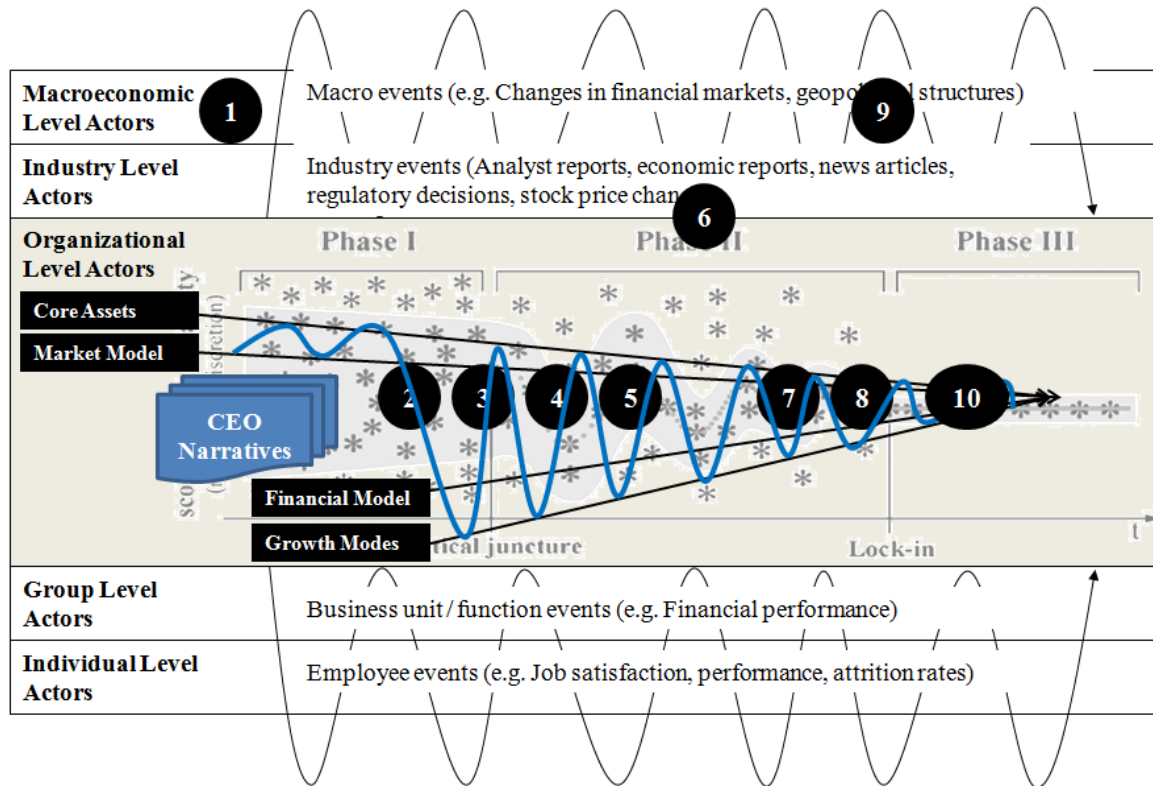 Macroeconomic
Level Actors
1
Macro events (e.g. Changes in financial markets, geopol l structures)
9
Industry Level
Actors
Industry events (Analyst reports, economic reports, news articles,
regulatory decisions, stock price chan
6
Organizational
Level Actors
Phase I
Phase II
Phase III
Core Assets
Market Model
CEO
Narratives
2
3
4
5
7
8
10
Financial Model
Growth Modes
tical juncture
Lock-in
t
Group Level
Actors
Business unit / function events (e.g. Financial performance)
Individual Level
Actors
Employee events (e.g. Job satisfaction, performance, attrition rates)